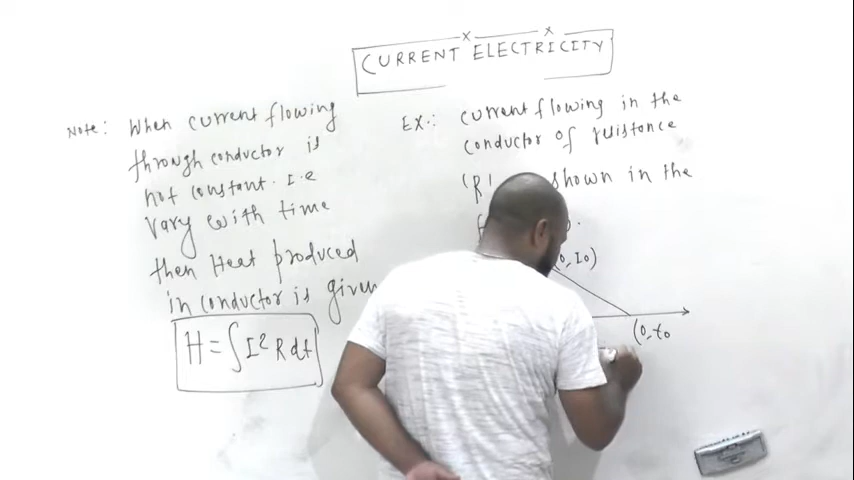 CURRENT ELECTRICITY
Note: When current flowing
through conductor is
not constant. I.e
vary with time
then Heat produced
in conductor is given
H = ∫I² R dt
EX.: current flowing in the
conductor of resistance
'R' shown in the
0, I0)
(0, t0